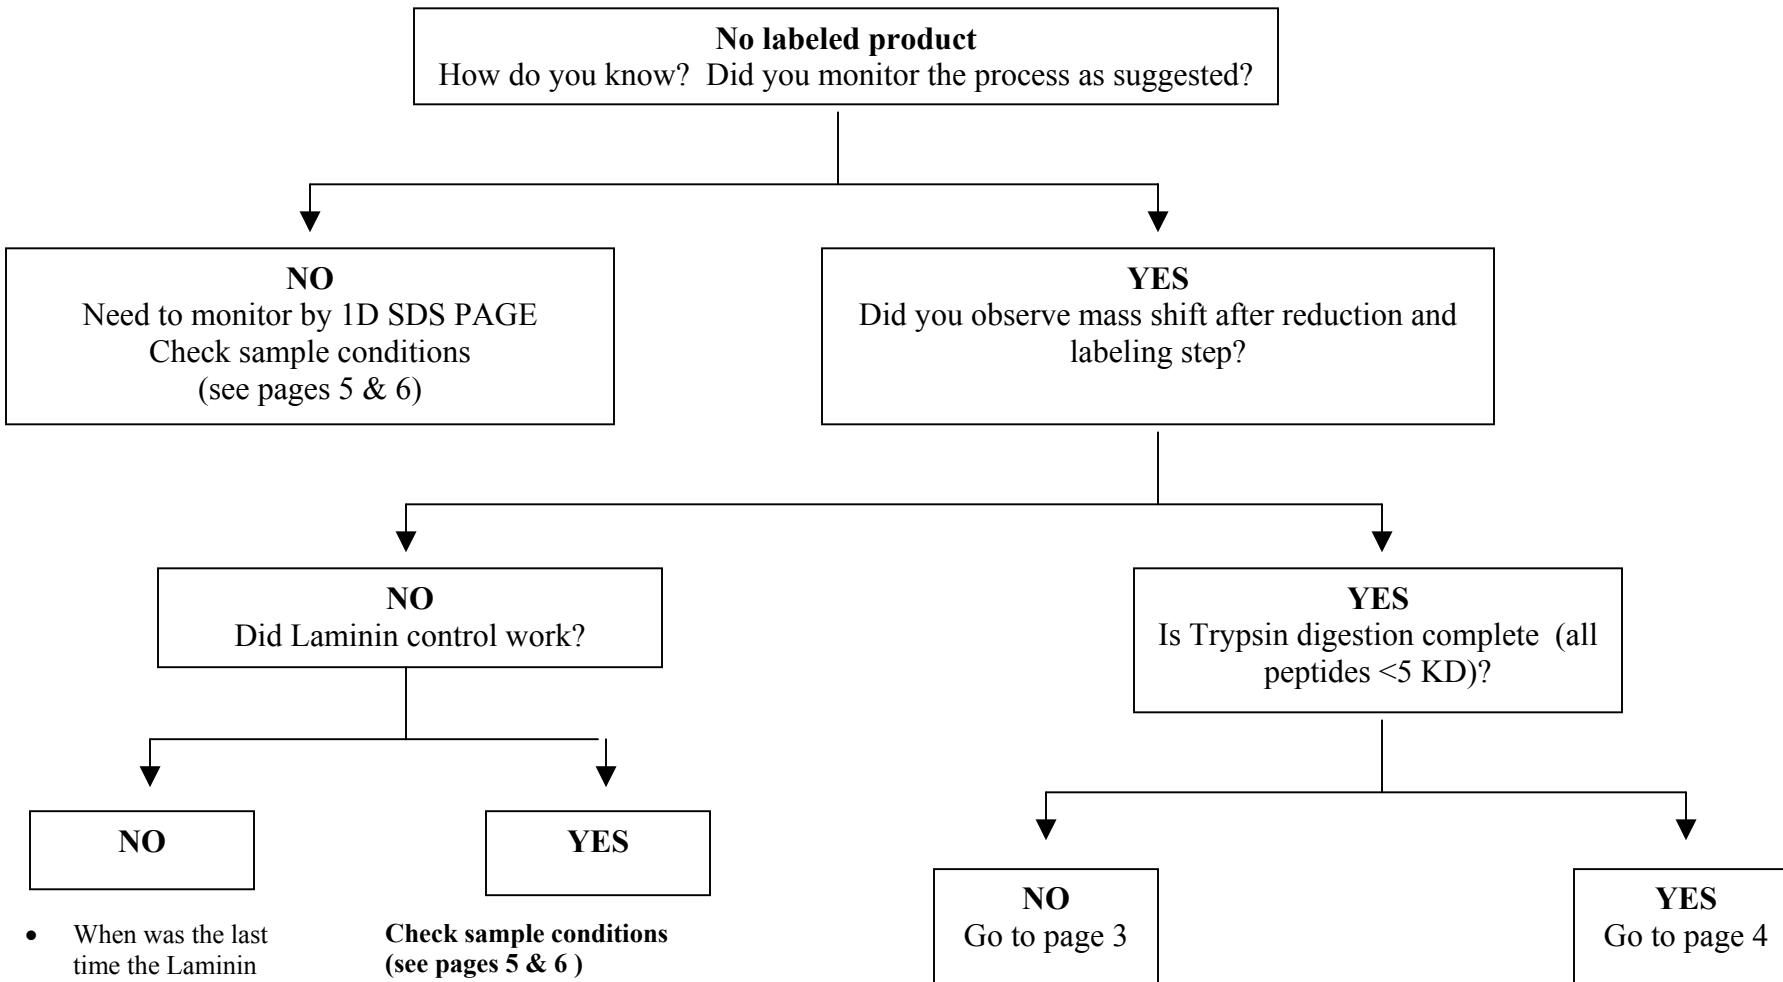 No labeled product
How do you know? Did you monitor the process as suggested?
NO
Need to monitor by 1D SDS PAGE
Check sample conditions
(see pages 5 & 6)
YES
Did you observe mass shift after reduction and
labeling step?
NO
Did Laminin control work?
YES
Is Trypsin digestion complete (all
peptides <5 KD)?
NO
YES
NO
Go to page 3
YES
Go to page 4
• When was the last
time the Laminin
Check sample conditions
(see pages 5 & 6 )